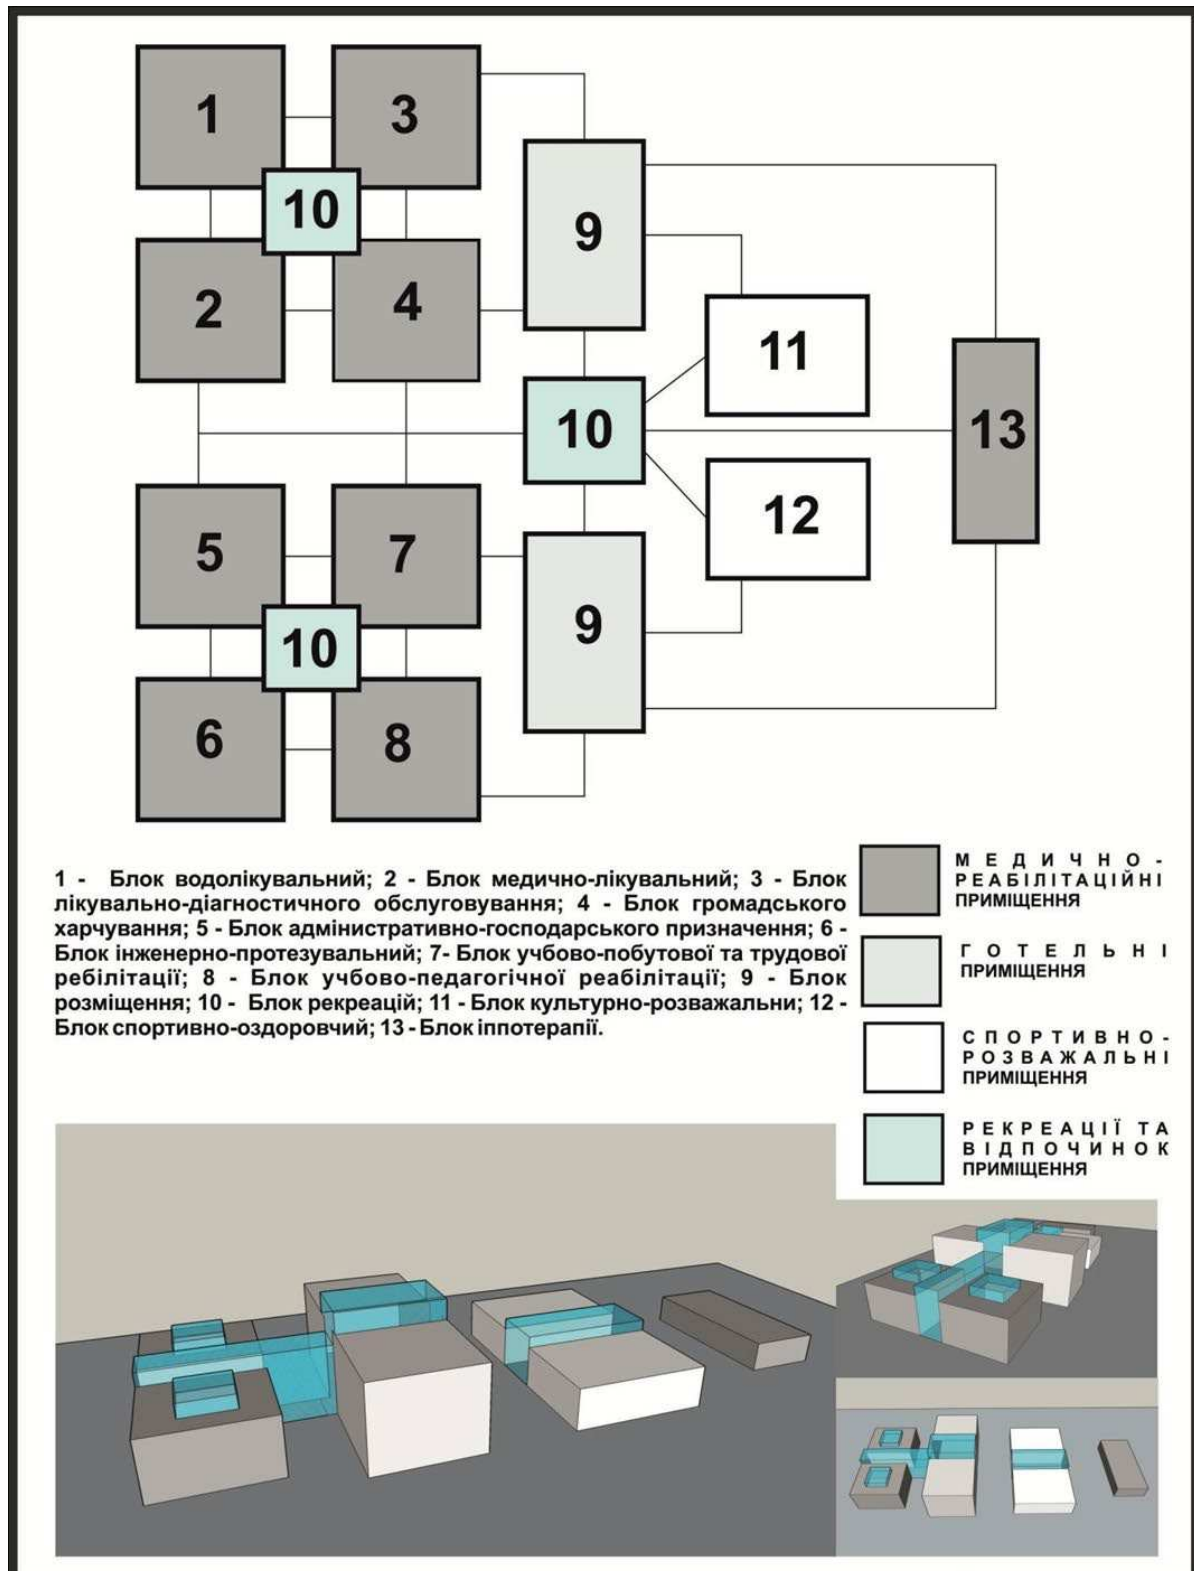 1
3
10
2
4
9
11
10
13
12
5
7
10
9
6
8
1 - Блок водолікувальний; 2 - Блок медично-лікувальний; 3 - Блок
лікувально-діагностичного обслуговування; 4 - Блок громадського
харчування; 5 - Блок адміністративно-господарського призначення; 6 -
Блок інженерно-протезувальний; 7- Блок учбово-побутової та трудової
ребілітації; 8 - Блок учбово-педагогічної реабілітації; 9 - Блок
розміщення; 10 - Блок рекреацій; 11 - Блок культурно-розважальни; 12 -
Блок спортивно-оздоровчий; 13 - Блок іппотерапії.
МЕДИЧНО-
РЕАБІЛІТАЦІЙНІ
ПРИМІЩЕННЯ
ГОТЕЛЬНІ
ПРИМІЩЕННЯ
СПОРТИВНО-
РОЗВАЖАЛЬНІ
ПРИМІЩЕННЯ
РЕКРЕАЦІЇ ТА
ВІДПОЧИНОК
ПРИМІЩЕННЯ